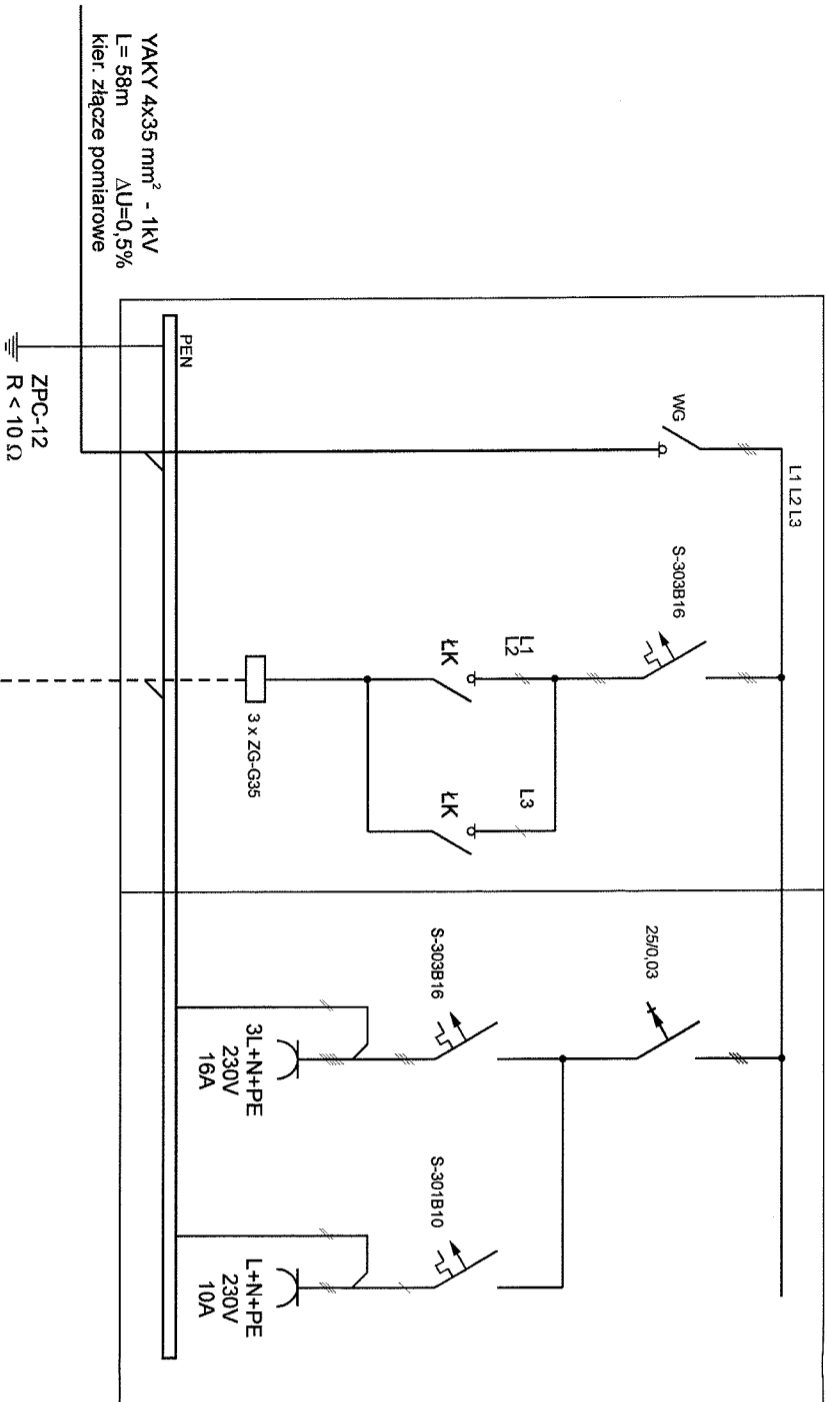 YAKY 4x35 mm² - 1kV
L= 58m ΔU=0,5%
kier. złącze pomiarowe
ZPC-12
R < 10 Ω
PEN
WG
L1 L2 L3
S-303B16
L1
L2
ŁK
L3
ŁK
3 x ZG-G35
25/0,03
S-303B16
3L+N+PE
230V
16A
S-301B10
L+N+PE
230V
10A